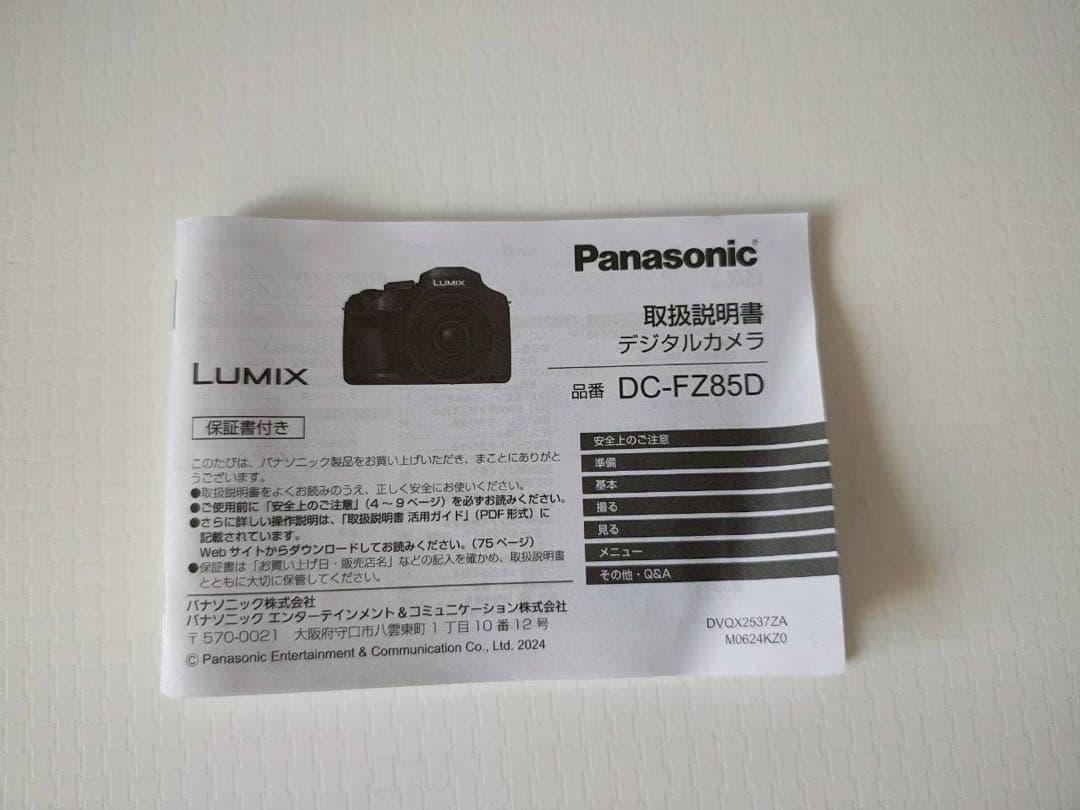 Panasonic®
取扱説明書
デジタルカメラ
品番 DC-FZ85D
LUMIX
LUMIX
保証書付き
このたびは、パナソニック製品をお買い上げいただき、まことにありがと
うございます。
●取扱説明書をよくお読みのうえ、正しく安全にお使いください。
●ご使用前に「安全上のご注意」(4～9ページ)を必ずお読みください。
●さらに詳しい操作説明は、「取扱説明書 活用ガイド」(PDF形式)に
記載されています。
Webサイトからダウンロードしてお読みください。(75ページ)
●保証書は「お買い上げ日・販売店名」などの記入を確かめ、取扱説明書
とともに大切に保管してください。
安全上のご注意
準備
基本
撮る
見る
メニュー
その他・Q&A
パナソニック株式会社
パナソニック エンターテインメント＆コミュニケーション株式会社
〒570-0021 大阪府守口市八雲東町1丁目10番12号
© Panasonic Entertainment & Communication Co., Ltd. 2024
DVQX2537ZA
M0624KZ0